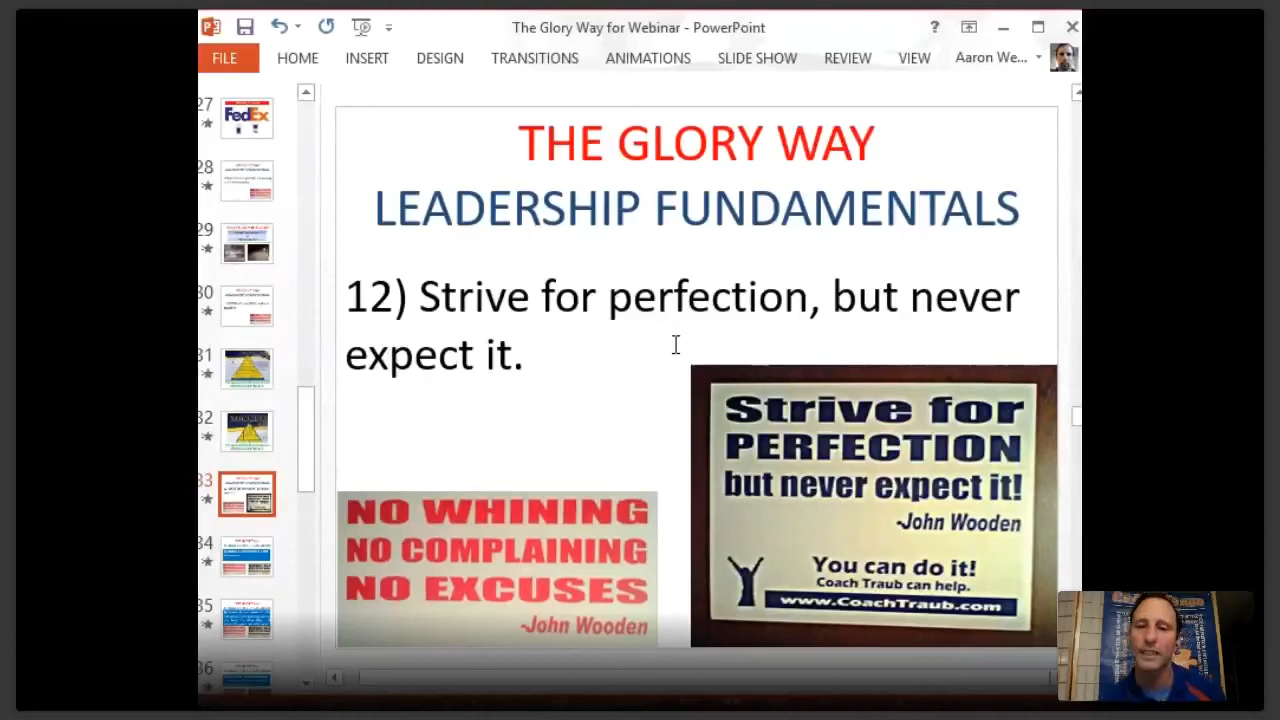 The Glory Way for Webinar - PowerPoint
?
FILE HOME INSERT DESIGN TRANSITIONS ANIMATIONS SLIDE SHOW REVIEW VIEW Aaron We...
27
FedEx
28
29
30
31
32
33
34
35
36
THE GLORY WAY
LEADERSHIP FUNDAMENTALS
12) Strive for perfection, but never
expect it.
NO WHINING
NO COMPLAINING
NO EXCUSES
-John Wooden
Strive for
PERFECTION
but never expect it!
-John Wooden
You can do it!
Coach Traub can help.
www.CoachTraub.com